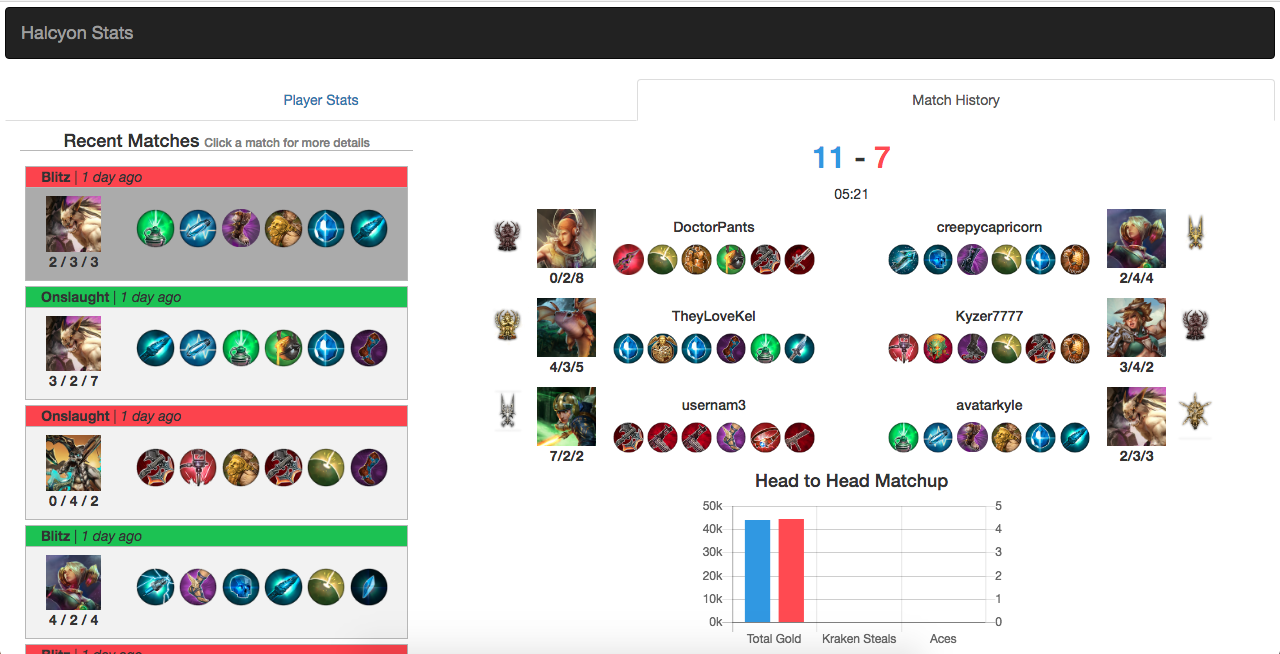 Halcyon Stats
Player Stats
Match History
Recent Matches Click a match for more details
Blitz | 1 day ago
2 / 3 / 3
Onslaught | 1 day ago
3 / 2 / 7
Onslaught | 1 day ago
0 / 4 / 2
Blitz | 1 day ago
4 / 2 / 4
Blitz | 1 day ago
11 - 7
05:21
DoctorPants
0/2/8
creepycapricorn
2/4/4
TheyLoveKel
4/3/5
Kyzer7777
3/4/2
usernam3
7/2/2
avatarkyle
2/3/3
Head to Head Matchup
50k
40k
30k
20k
10k
0k
5
4
3
2
1
0
Total Gold
Kraken Steals
Aces